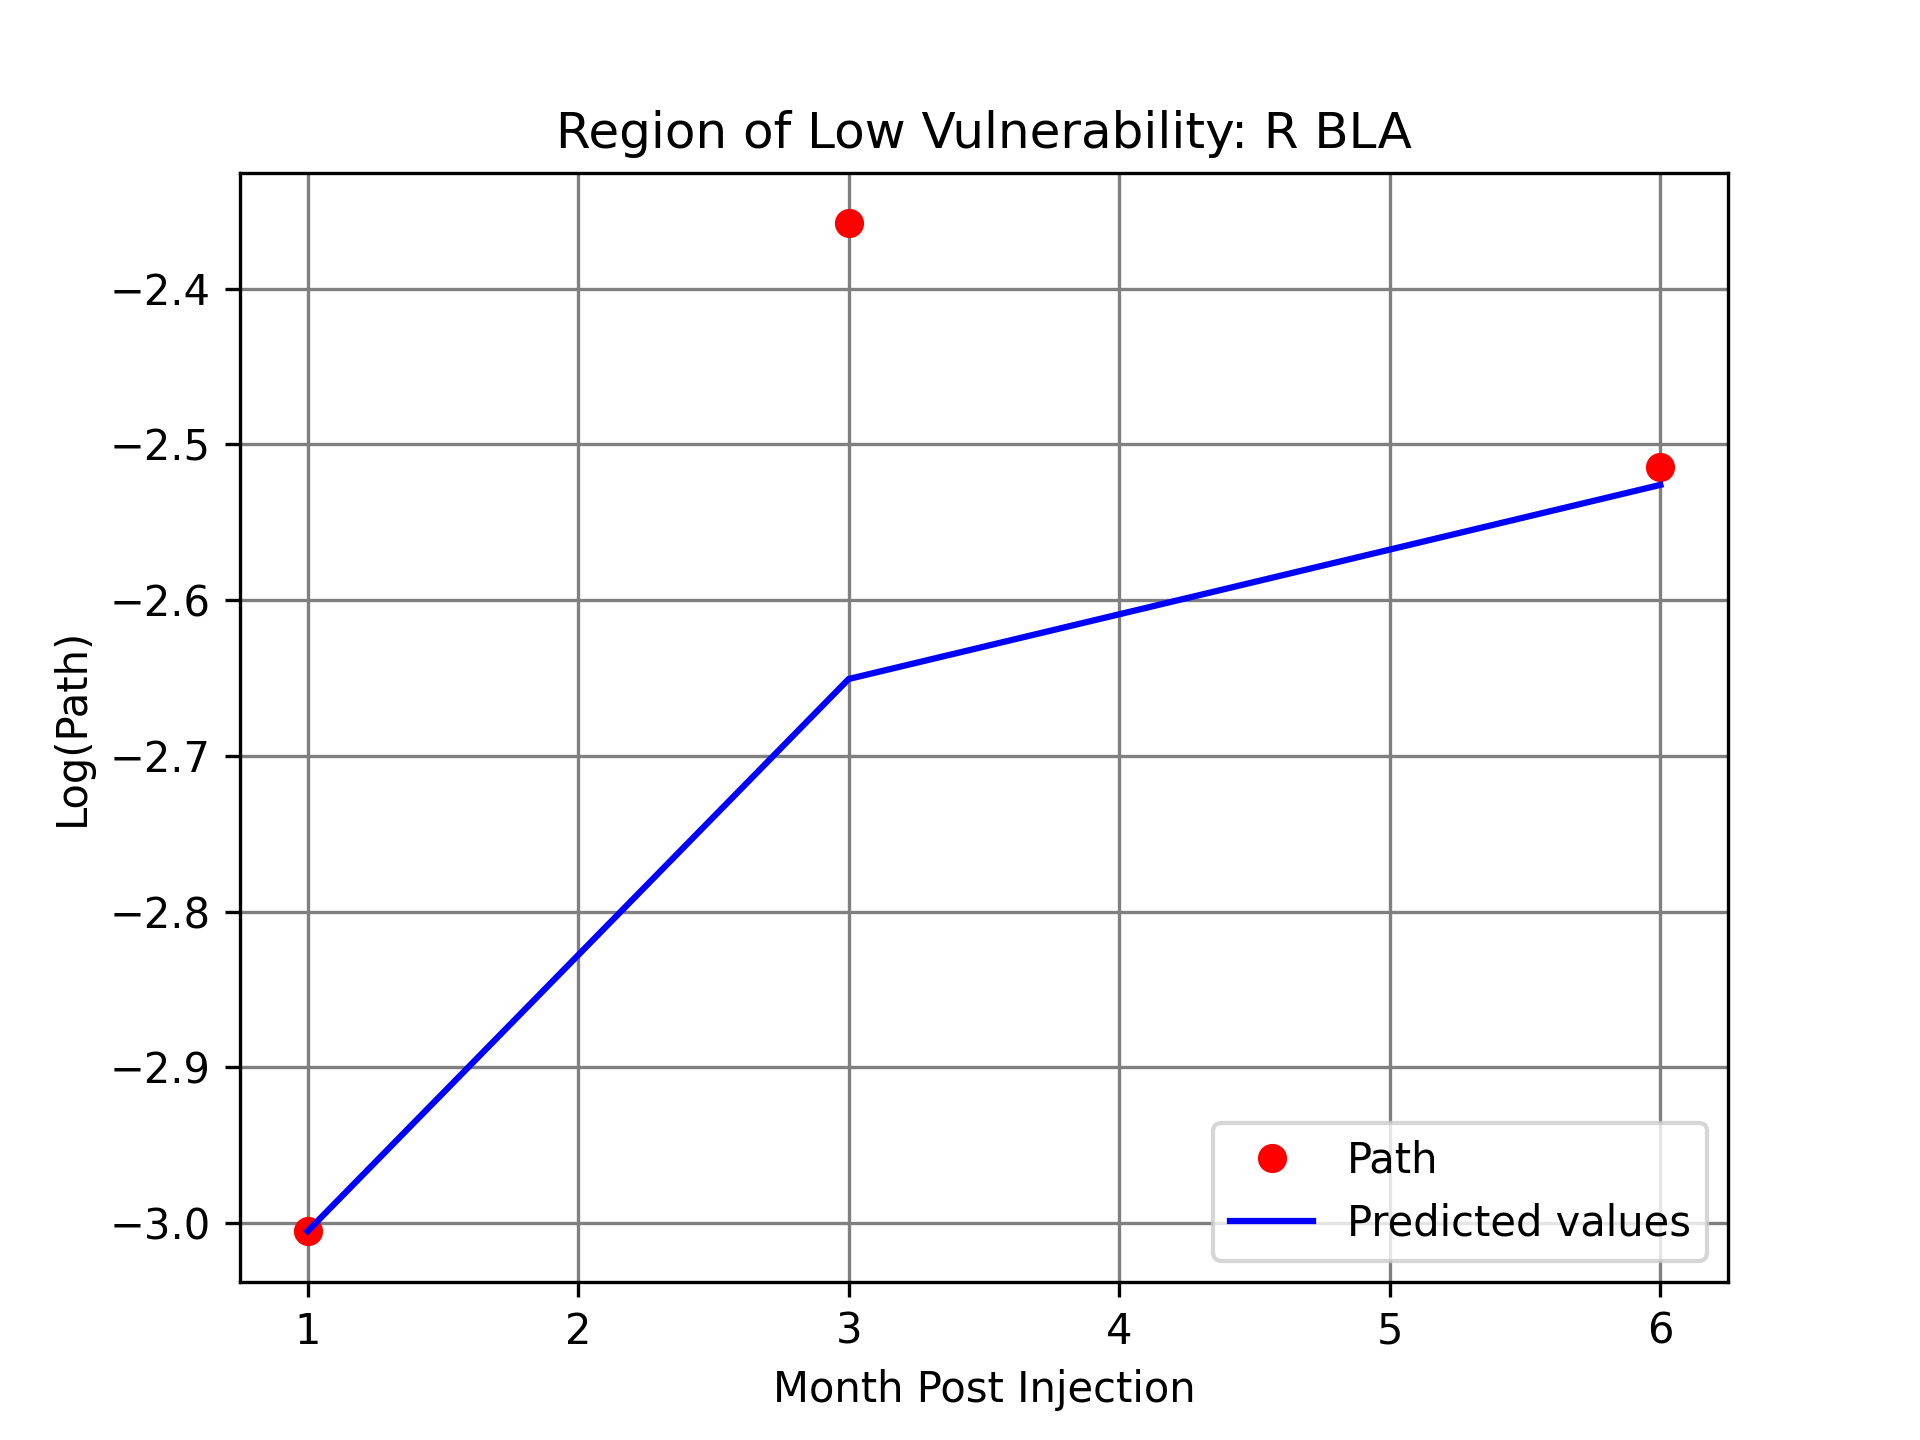 Region of Low Vulnerability: R BLA
−2.4
−2.5
−2.6
−2.7
−2.8
−2.9
−3.0
Log(Path)
Path
Predicted values
1 2 3 4 5 6
Month Post Injection